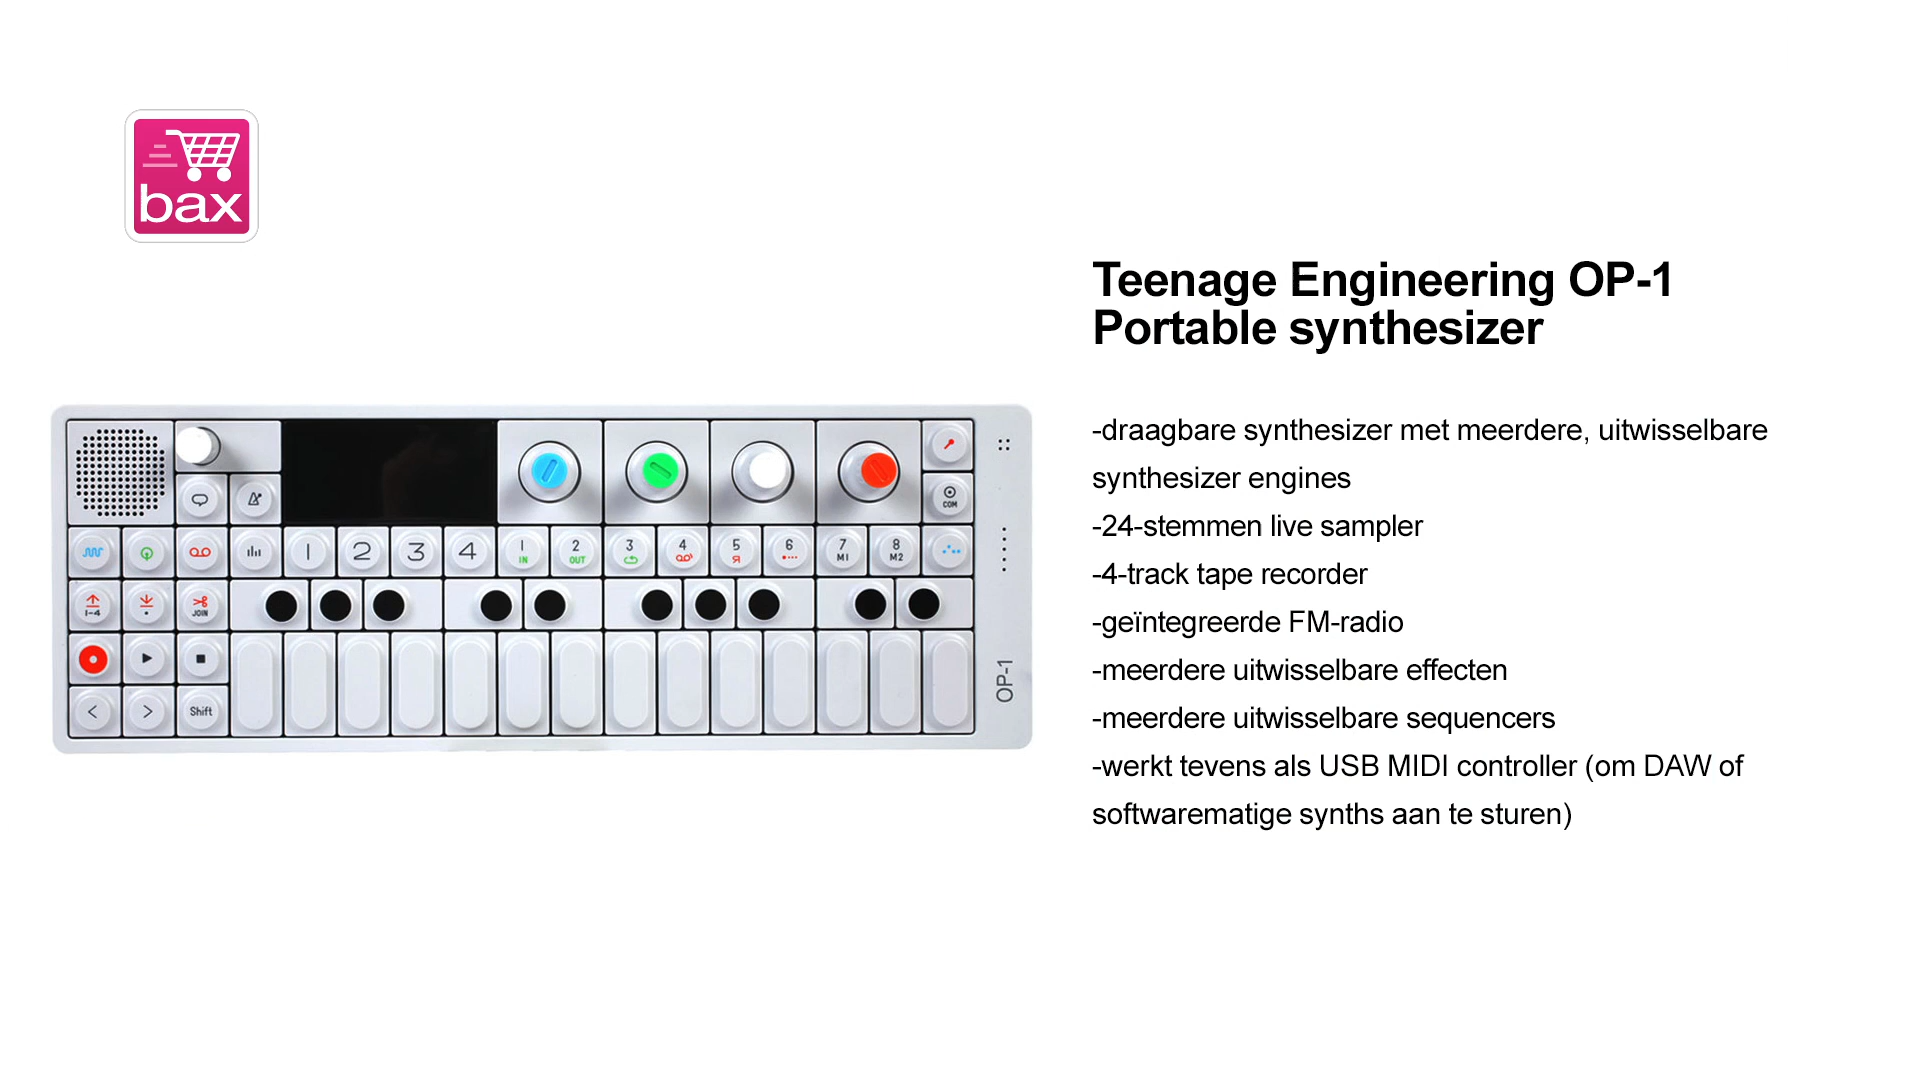 bax
Teenage Engineering OP-1
Portable synthesizer
-draagbare synthesizer met meerdere, uitwisselbare
synthesizer engines
-24-stemmen live sampler
-4-track tape recorder
-geïntegreerde FM-radio
-meerdere uitwisselbare effecten
-meerdere uitwisselbare sequencers
-werkt tevens als USB MIDI controller (om DAW of
softwarematige synths aan te sturen)
COM
1 2 3 4 1 2 3 4 5 6 7 8
IN OUT Я M1 M2
1-4 JOIN
Shift
OP-1